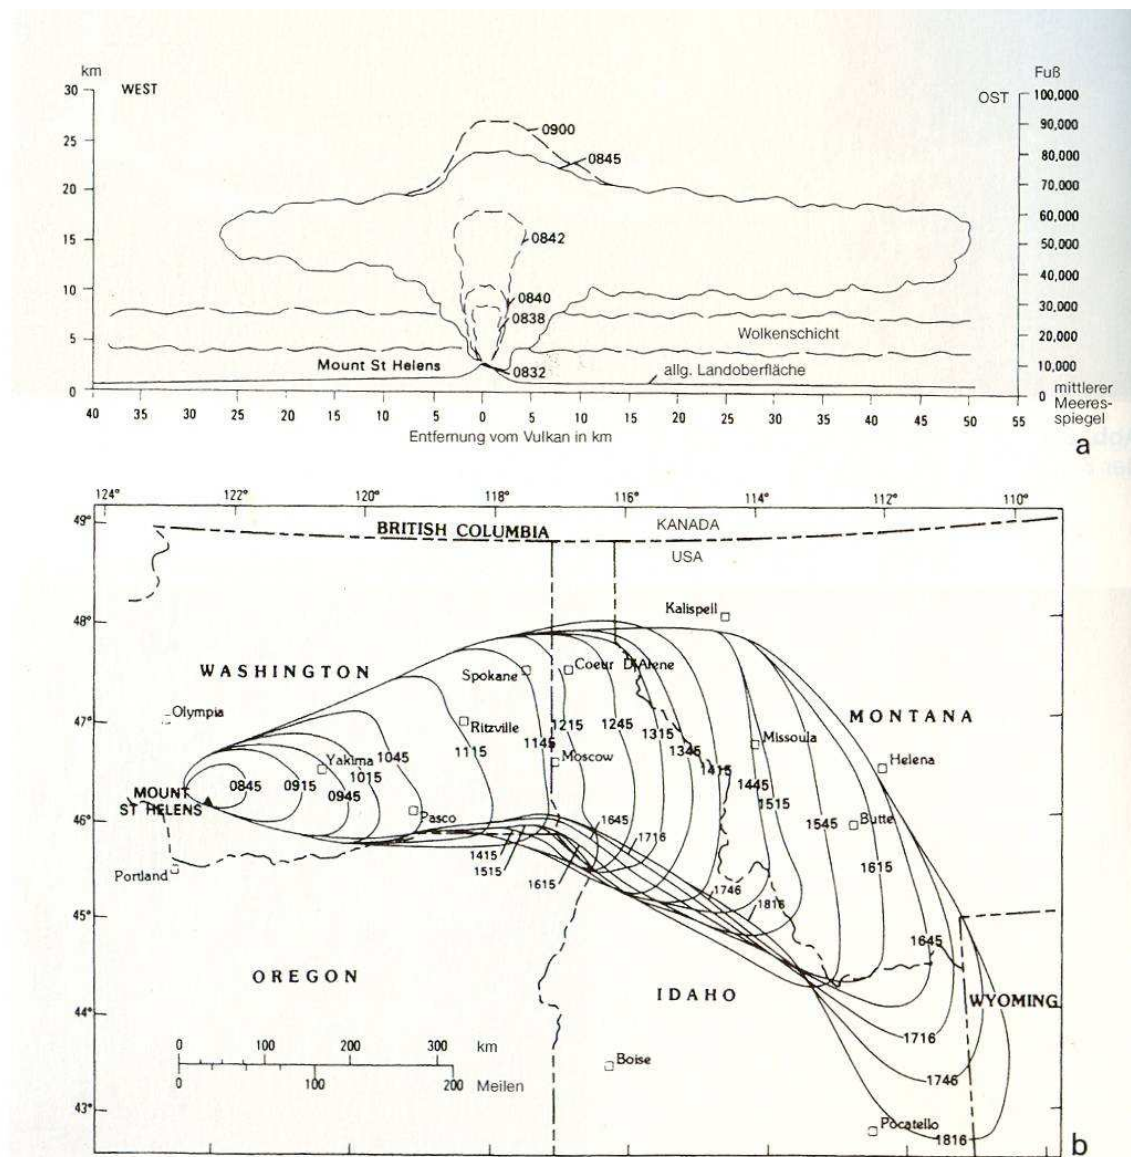 km
Fuß
30
WEST
OST
100,000
25
0900
90,000
0845
80,000
20
70,000
60,000
15
0842
50,000
40,000
10
0840
30,000
0838
Wolkenschicht
20,000
5
Mount St Helens
0832
allg. Landoberfläche
10,000
0
0 mittlerer
Meeres-
spiegel
40 35 30 25 20 15 10 5 0 5 10 15 20 25 30 35 40 45 50 55
Entfernung vom Vulkan in km
a
124° 122° 120° 118° 116° 114° 112° 110°
49°
BRITISH COLUMBIA
KANADA
USA
48°
Kalispell
WASHINGTON
Spokane
Coeur D'Arene
Olympia
47°
Ritzville
MONTANA
1045 1115 1145 1215 1245 1315 1345 1415 1445 1515 1545 1615
Yakima
Moscow
Missoula
Helena
MOUNT
ST HELENS
0845 0915 0945 1015
46°
Pasco
Butte
1645
1716
Portland
1415
1515
1615
1746
1816
45°
1645
OREGON
IDAHO
WYOMING
44°
1716
0 100 200 300 km
0 100 200 Meilen
Boise
1746
43°
Pocatello
1816
b